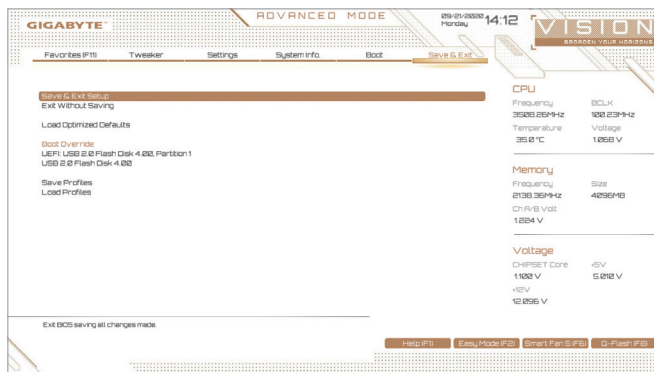 GIGABYTE™
ADVANCED MODE
09/21/2020 Monday 14:12
VISION
BROADEN YOUR HORIZONS
Favorites (F11) Tweaker Settings System Info. Boot Save & Exit
Save & Exit Setup
Exit Without Saving
Load Optimized Defaults
Boot Override
UEFI: USB 2.0 Flash Disk 4.00, Partition 1
USB 2.0 Flash Disk 4.00
Save Profiles
Load Profiles
CPU
Frequency BCLK
3508.26MHz 100.23MHz
Temperature Voltage
35.0 °C 1.068 V
Memory
Frequency Size
2138.36MHz 4096MB
Ch A/B Volt
1.224 V
Voltage
CHIPSET Core +5V
1.100 V 5.010 V
+12V
12.096 V
Exit BIOS saving all changes made.
Help (F1) Easy Mode (F2) Smart Fan 5 (F6) Q-Flash (F8)